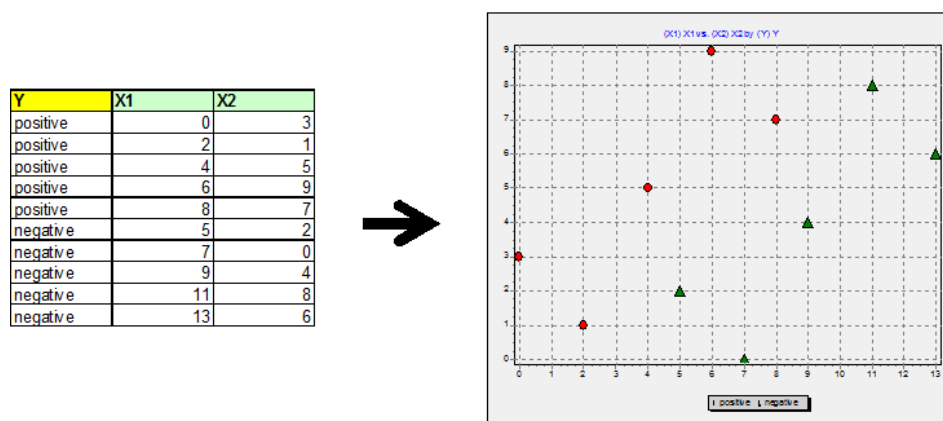 Y X1 X2
positive 0 3
positive 2 1
positive 4 5
positive 6 9
positive 8 7
negative 5 2
negative 7 0
negative 9 4
negative 11 8
negative 13 6
(X1) X1 vs. (X2) X2 by (Y) Y
9
8
7
6
5
4
3
2
1
0
0 1 2 3 4 5 6 7 8 9 10 11 12 13
positive negative